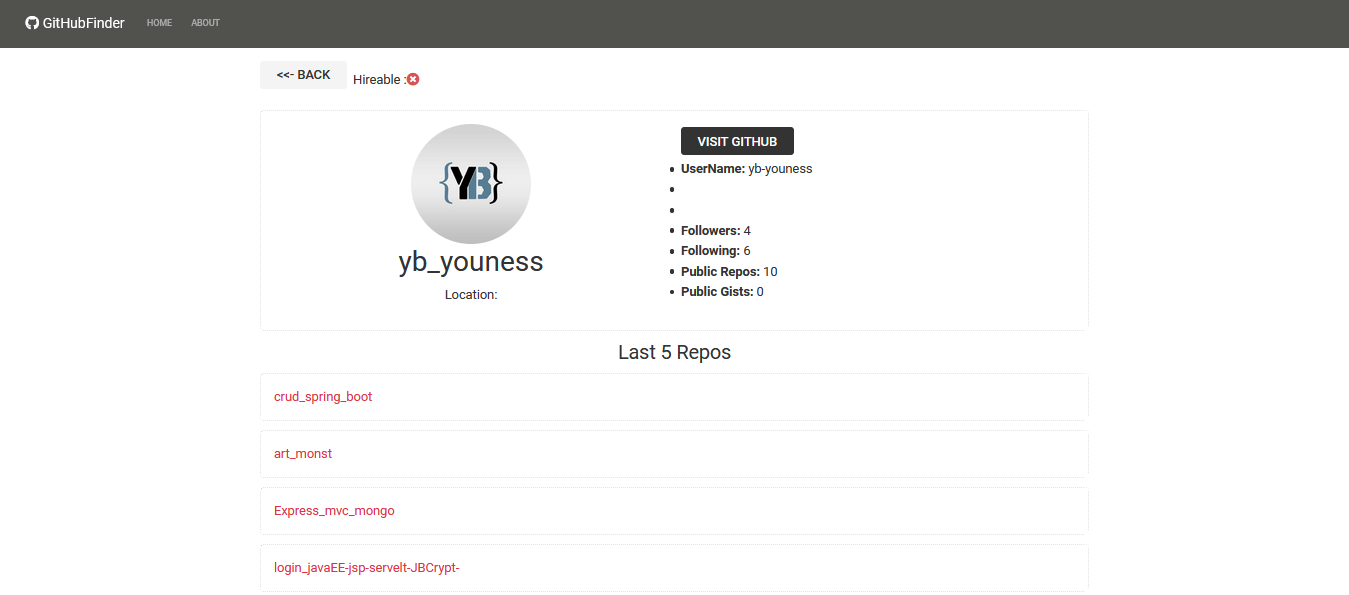 GitHubFinder HOME ABOUT
<<- BACK Hireable :
{YB}
yb_youness
Location:
VISIT GITHUB
UserName: yb-youness
Followers: 4
Following: 6
Public Repos: 10
Public Gists: 0
Last 5 Repos
crud_spring_boot
art_monst
Express_mvc_mongo
login_javaEE-jsp-servelt-JBCrypt-